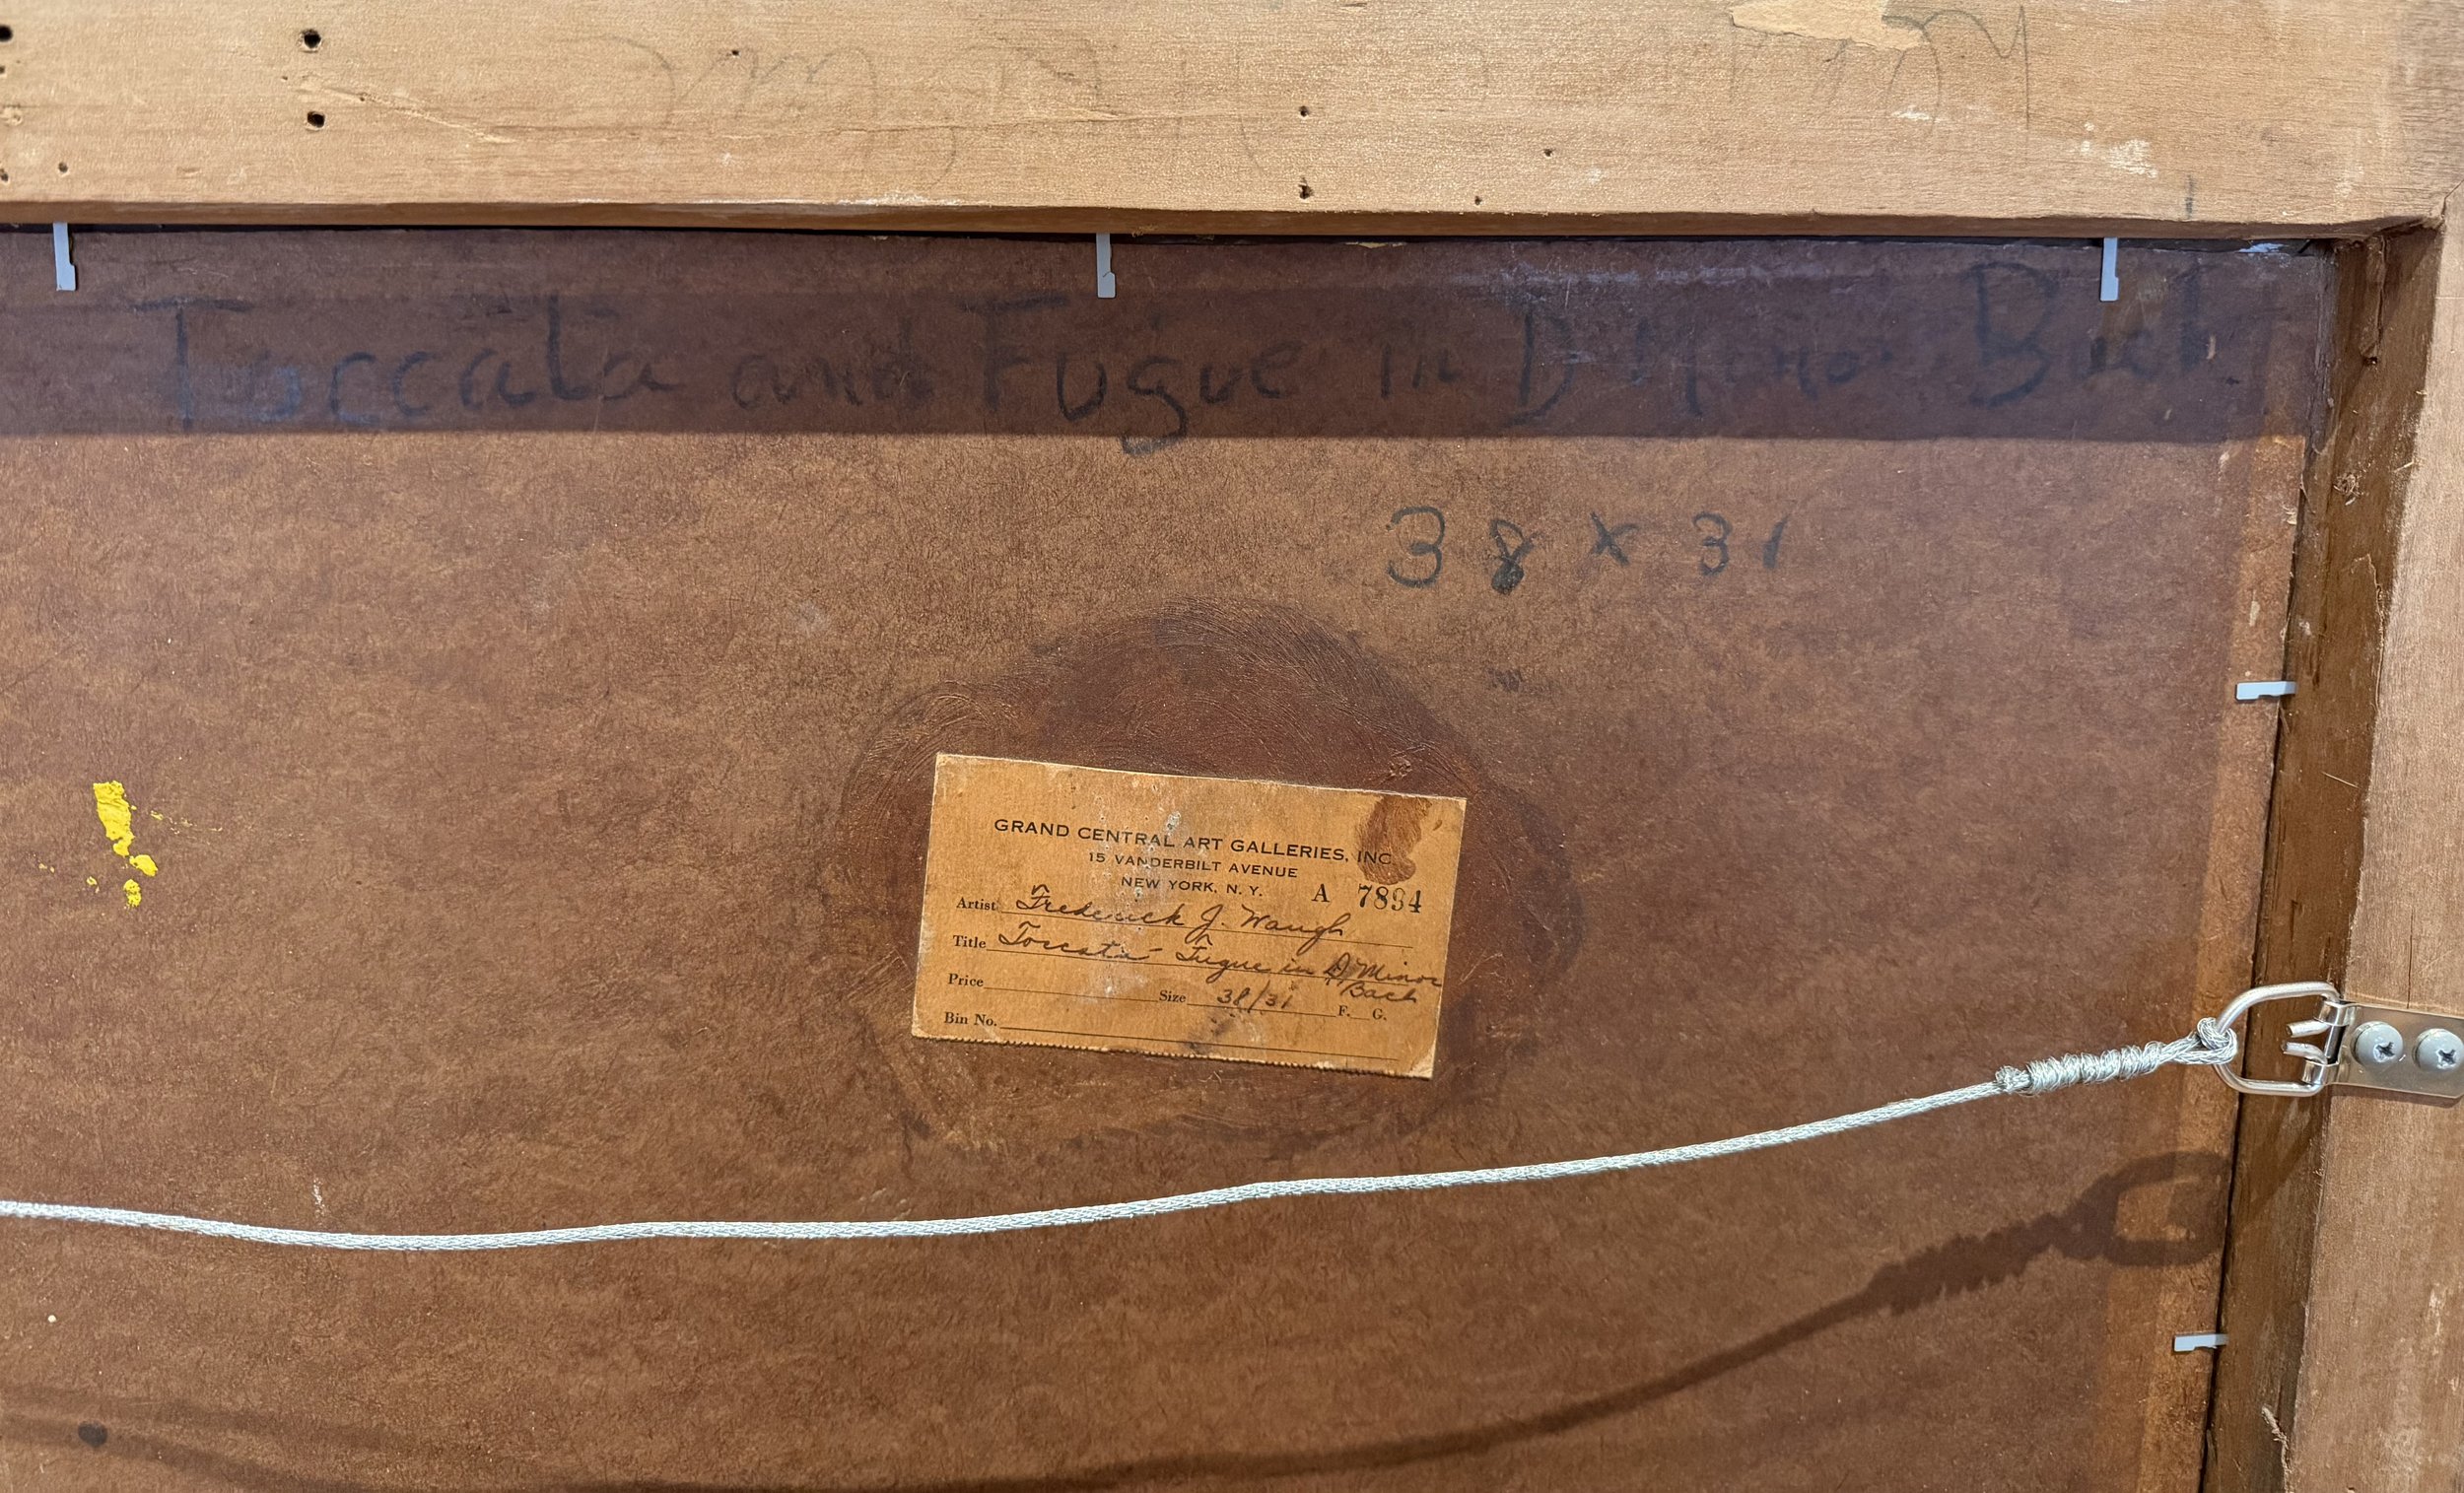 Toccata and Fugue in D Minor Bach
38 x 31
GRAND CENTRAL ART GALLERIES, INC.
15 VANDERBILT AVENUE
NEW YORK, N. Y. A 7894
Artist Frederick J. Waugh
Title Toccata - Fugue in D Minor
Bach
Price Size 38/31 F. G.
Bin No.